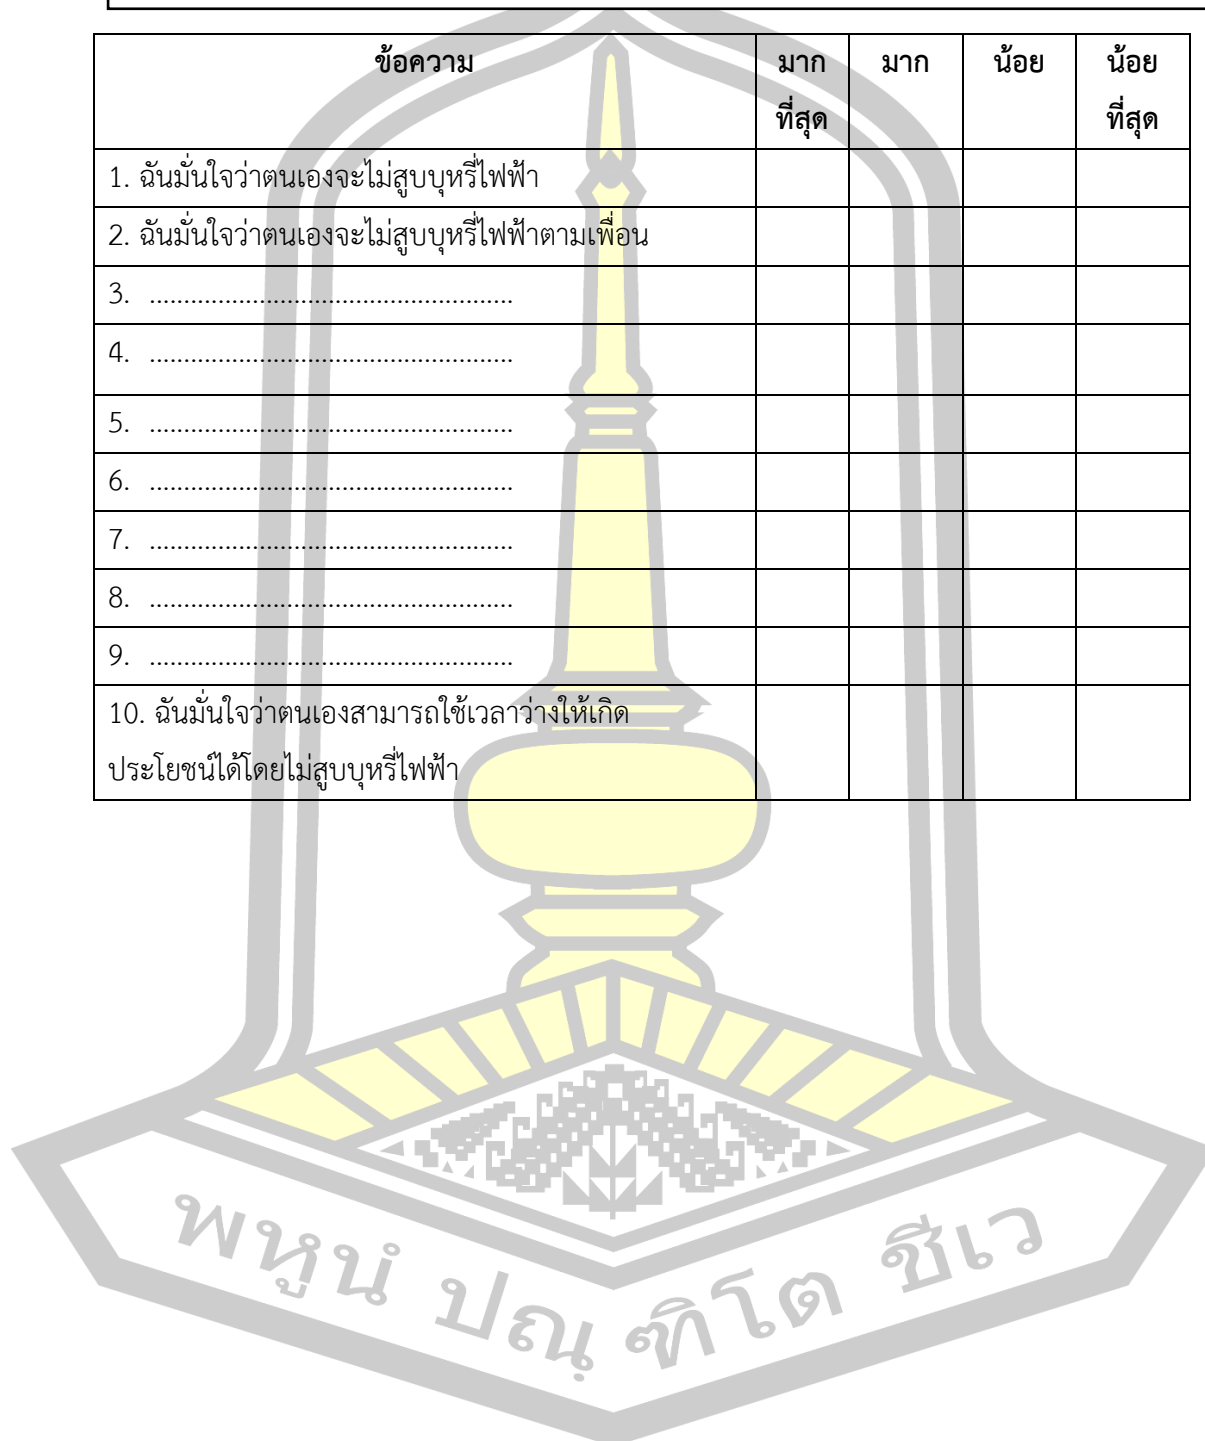 ข้อความ มาก มาก น้อย น้อย
ที่สุด ที่สุด
1. ฉันมั่นใจว่าตนเองจะไม่สูบบุหรี่ไฟฟ้า
2. ฉันมั่นใจว่าตนเองจะไม่สูบบุหรี่ไฟฟ้าตามเพื่อน
3. .....................................................
4. .....................................................
5. .....................................................
6. .....................................................
7. .....................................................
8. .....................................................
9. .....................................................
10. ฉันมั่นใจว่าตนเองสามารถใช้เวลาว่างให้เกิด
ประโยชน์ได้โดยไม่สูบบุหรี่ไฟฟ้า
พหูนํ ปณฺ ฑิโต ชีเว